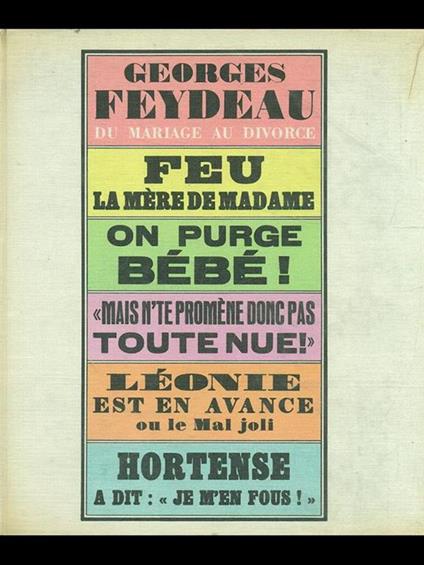 GEORGES
FEYDEAU
DU MARIAGE AU DIVORCE
FEU
LA MÈRE DE MADAME
ON PURGE
BÉBÉ !
«MAIS N'TE PROMÈNE DONC PAS
TOUTE NUE!»
LÉONIE
EST EN AVANCE
ou le Mal joli
HORTENSE
A DIT : « JE M'EN FOUS ! »